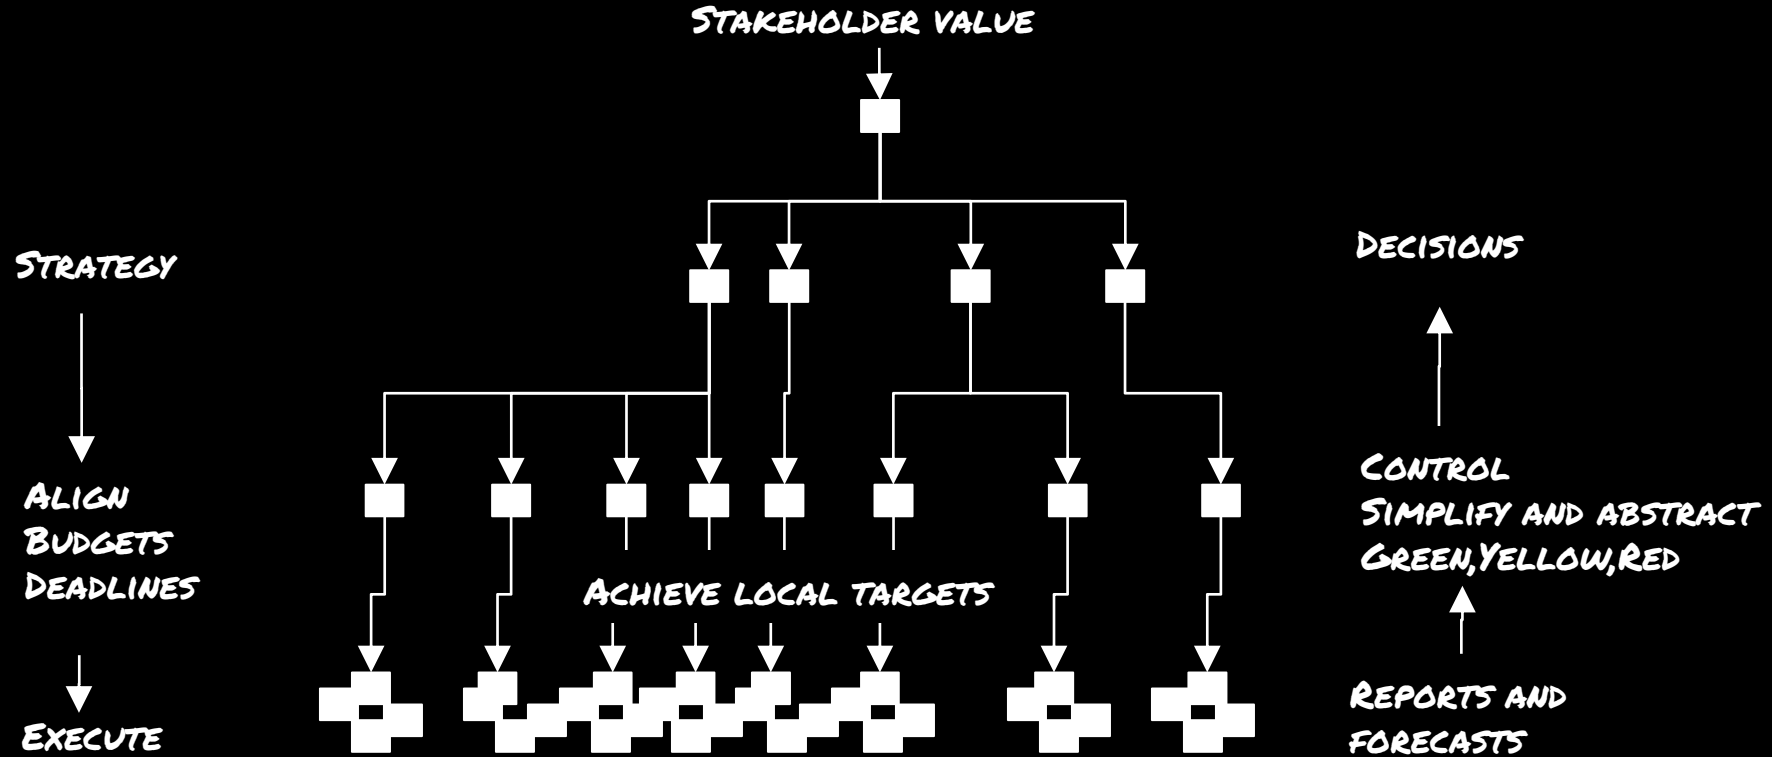 Stakeholder value
Strategy
Decisions
Align
Budgets
Deadlines
Control
Simplify and abstract
Green,Yellow,Red
Achieve local targets
Execute
Reports and
forecasts